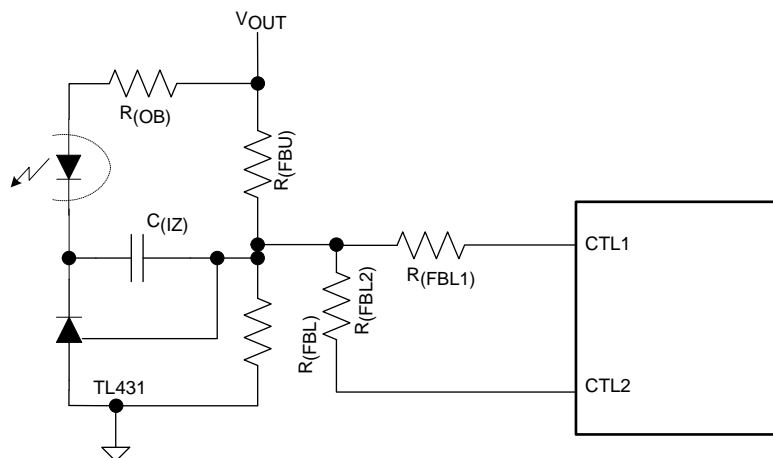 VOUT
R(OB)
R(FBU)
C(IZ)
R(FBL1)
CTL1
R(FBL2)
R(FBL)
TL431
CTL2